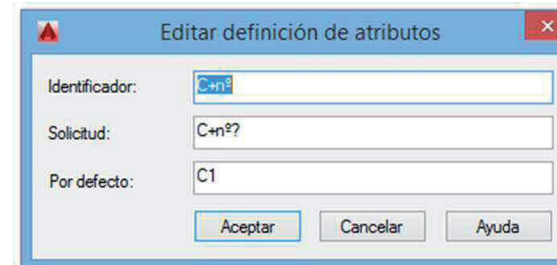 Editar definición de atributos
Identificador: C+nº
Solicitud: C+nº?
Por defecto: C1
Aceptar Cancelar Ayuda